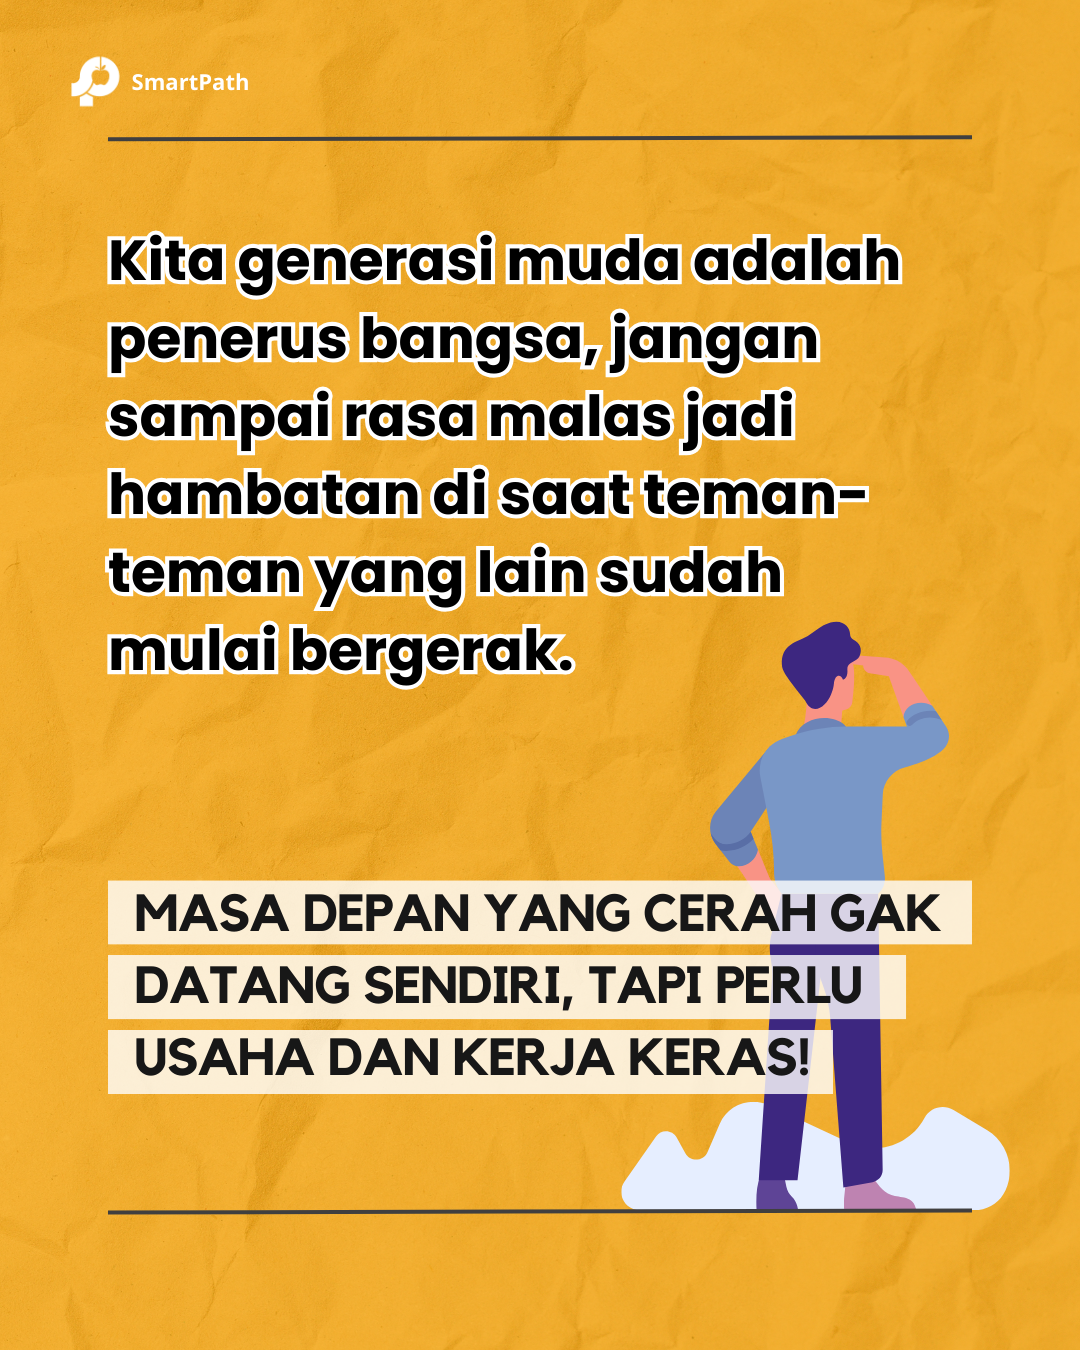 SmartPath
Kita generasi muda adalah
penerus bangsa, jangan
sampai rasa malas jadi
hambatan di saat teman-
teman yang lain sudah
mulai bergerak.
MASA DEPAN YANG CERAH GAK
DATANG SENDIRI, TAPI PERLU
USAHA DAN KERJA KERAS!